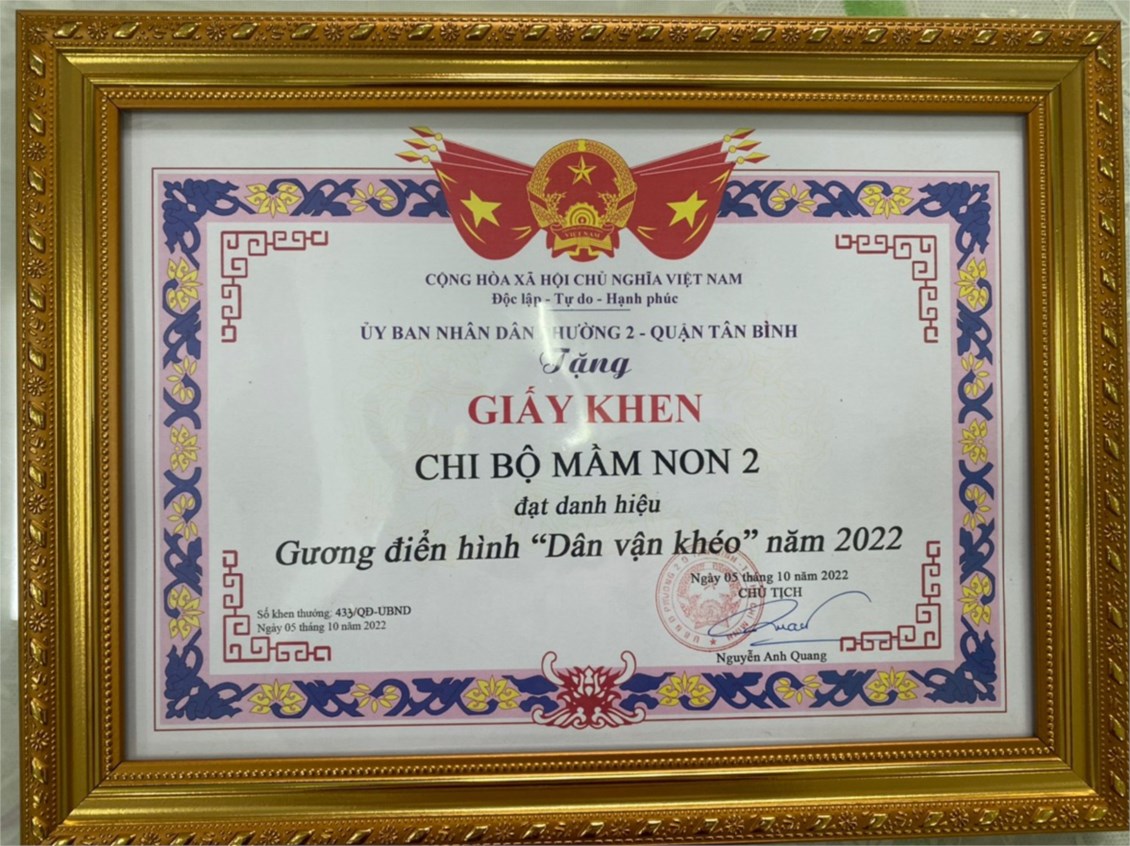 VIỆT NAM
CỘNG HÒA XÃ HỘI CHỦ NGHĨA VIỆT NAM
Độc lập - Tự do - Hạnh phúc
ỦY BAN NHÂN DÂN PHƯỜNG 2 - QUẬN TÂN BÌNH
Tặng
GIẤY KHEN
CHI BỘ MẦM NON 2
đạt danh hiệu
Gương điển hình “Dân vận khéo” năm 2022
Ngày 05 tháng 10 năm 2022
CHỦ TỊCH
Số khen thưởng: 433/QĐ-UBND
Ngày 05 tháng 10 năm 2022
Nguyễn Anh Quang